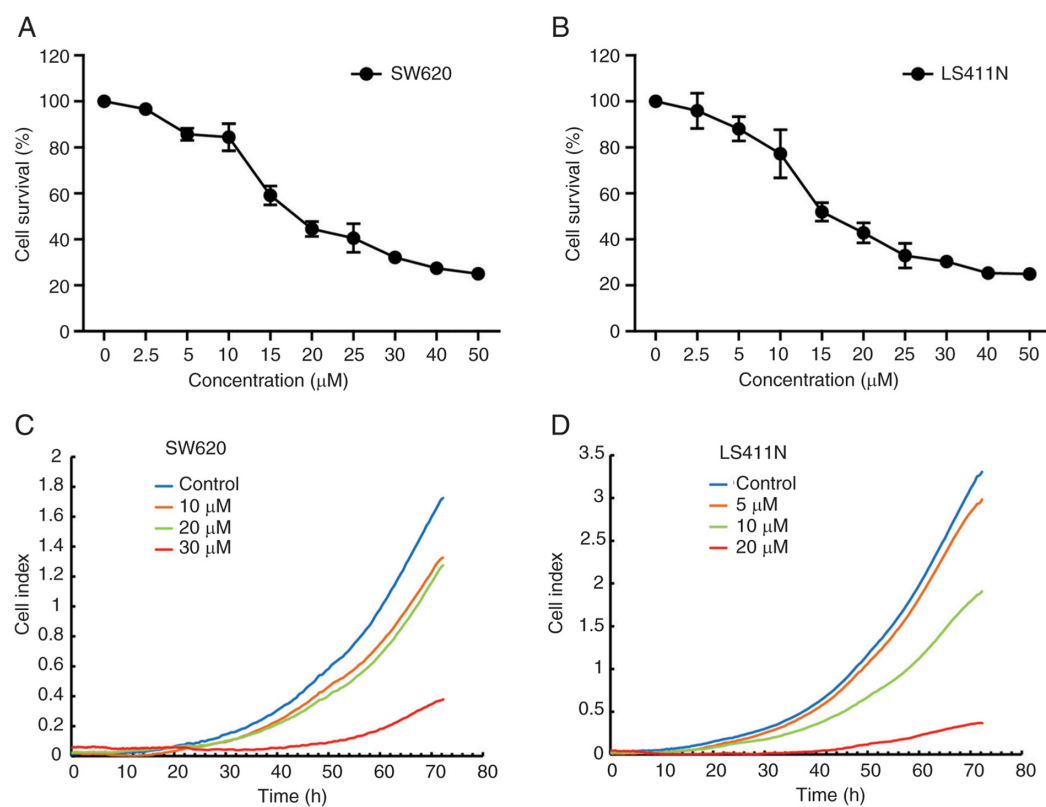 A
120
100
80
60
40
20
0
Cell survival (%)
SW620
0 2.5 5 10 15 20 25 30 40 50
Concentration (μM)
B
120
100
80
60
40
20
0
Cell survival (%)
LS411N
0 2.5 5 10 15 20 25 30 40 50
Concentration (μM)
C
SW620
Control
10 μM
20 μM
30 μM
2
1.8
1.6
1.4
1.2
1
0.8
0.6
0.4
0.2
0
Cell index
0 10 20 30 40 50 60 70 80
Time (h)
D
LS411N
Control
5 μM
10 μM
20 μM
3.5
3
2.5
2
1.5
1
0.5
0
Cell index
0 10 20 30 40 50 60 70 80
Time (h)